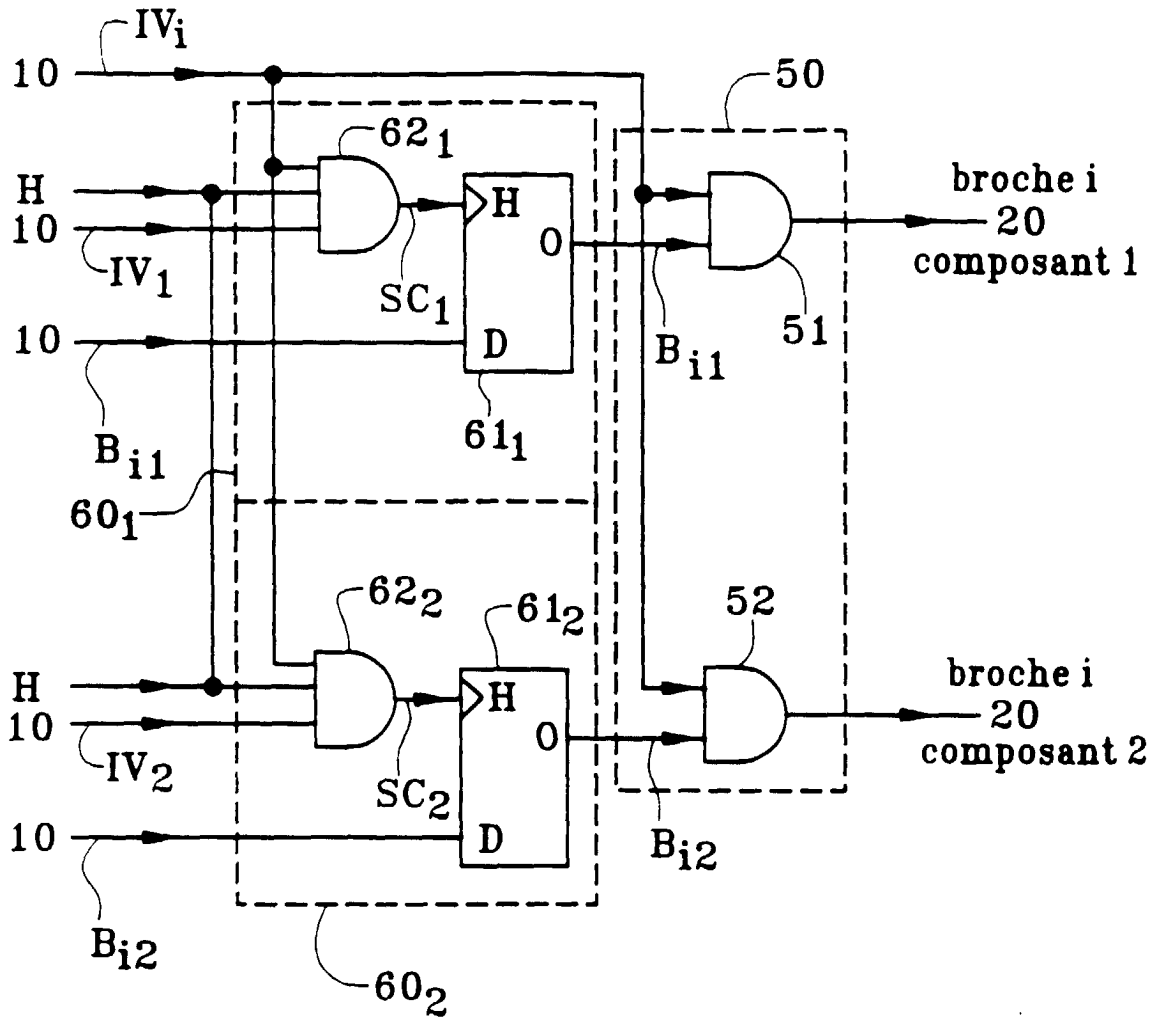 IVi
10
50
62₁
H
10
IV₁
SC₁
H
O
D
61₁
broche i
20
composant 1
51
Bi1
10
Bi1
60₁
62₂
61₂
52
H
10
IV₂
SC₂
H
O
D
broche i
20
composant 2
Bi2
10
Bi2
60₂